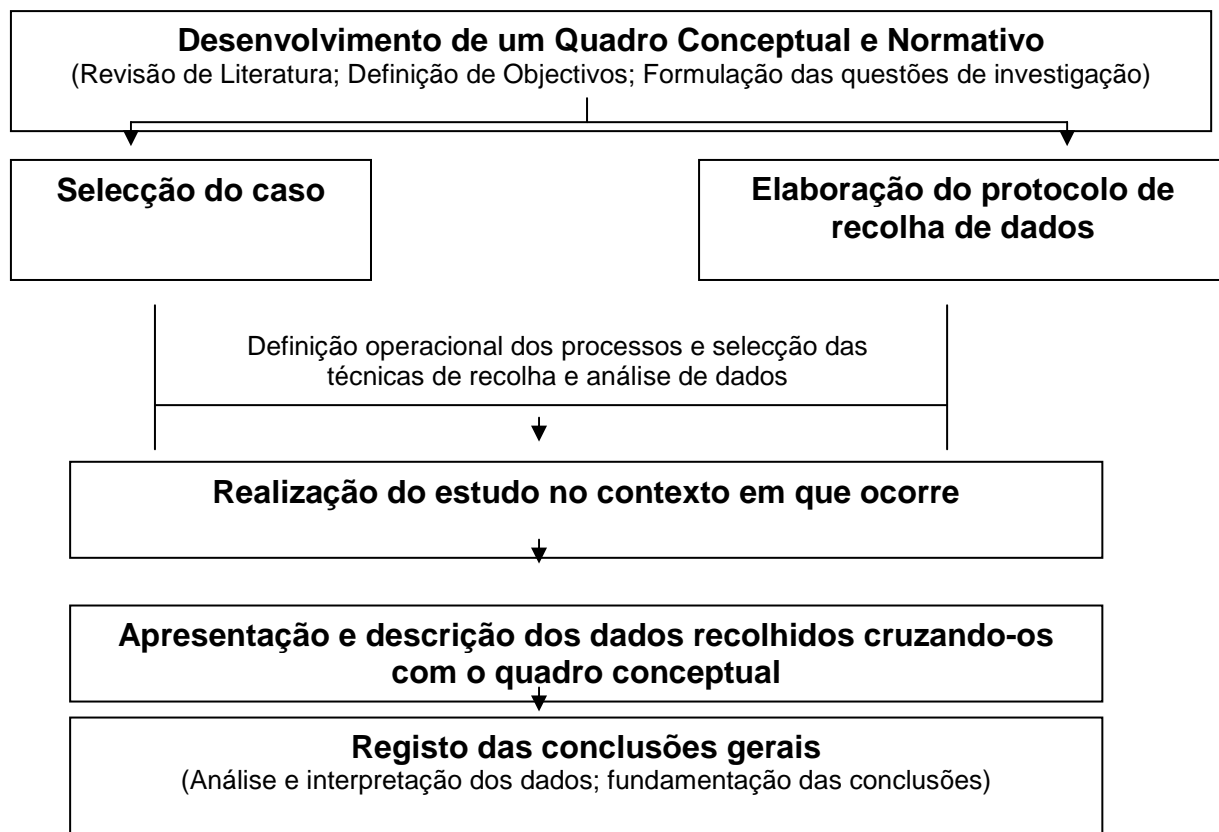 Desenvolvimento de um Quadro Conceptual e Normativo
(Revisão de Literatura; Definição de Objectivos; Formulação das questões de investigação)
Selecção do caso
Elaboração do protocolo de
recolha de dados
Definição operacional dos processos e selecção das
técnicas de recolha e análise de dados
Realização do estudo no contexto em que ocorre
Apresentação e descrição dos dados recolhidos cruzando-os
com o quadro conceptual
Registo das conclusões gerais
(Análise e interpretação dos dados; fundamentação das conclusões)